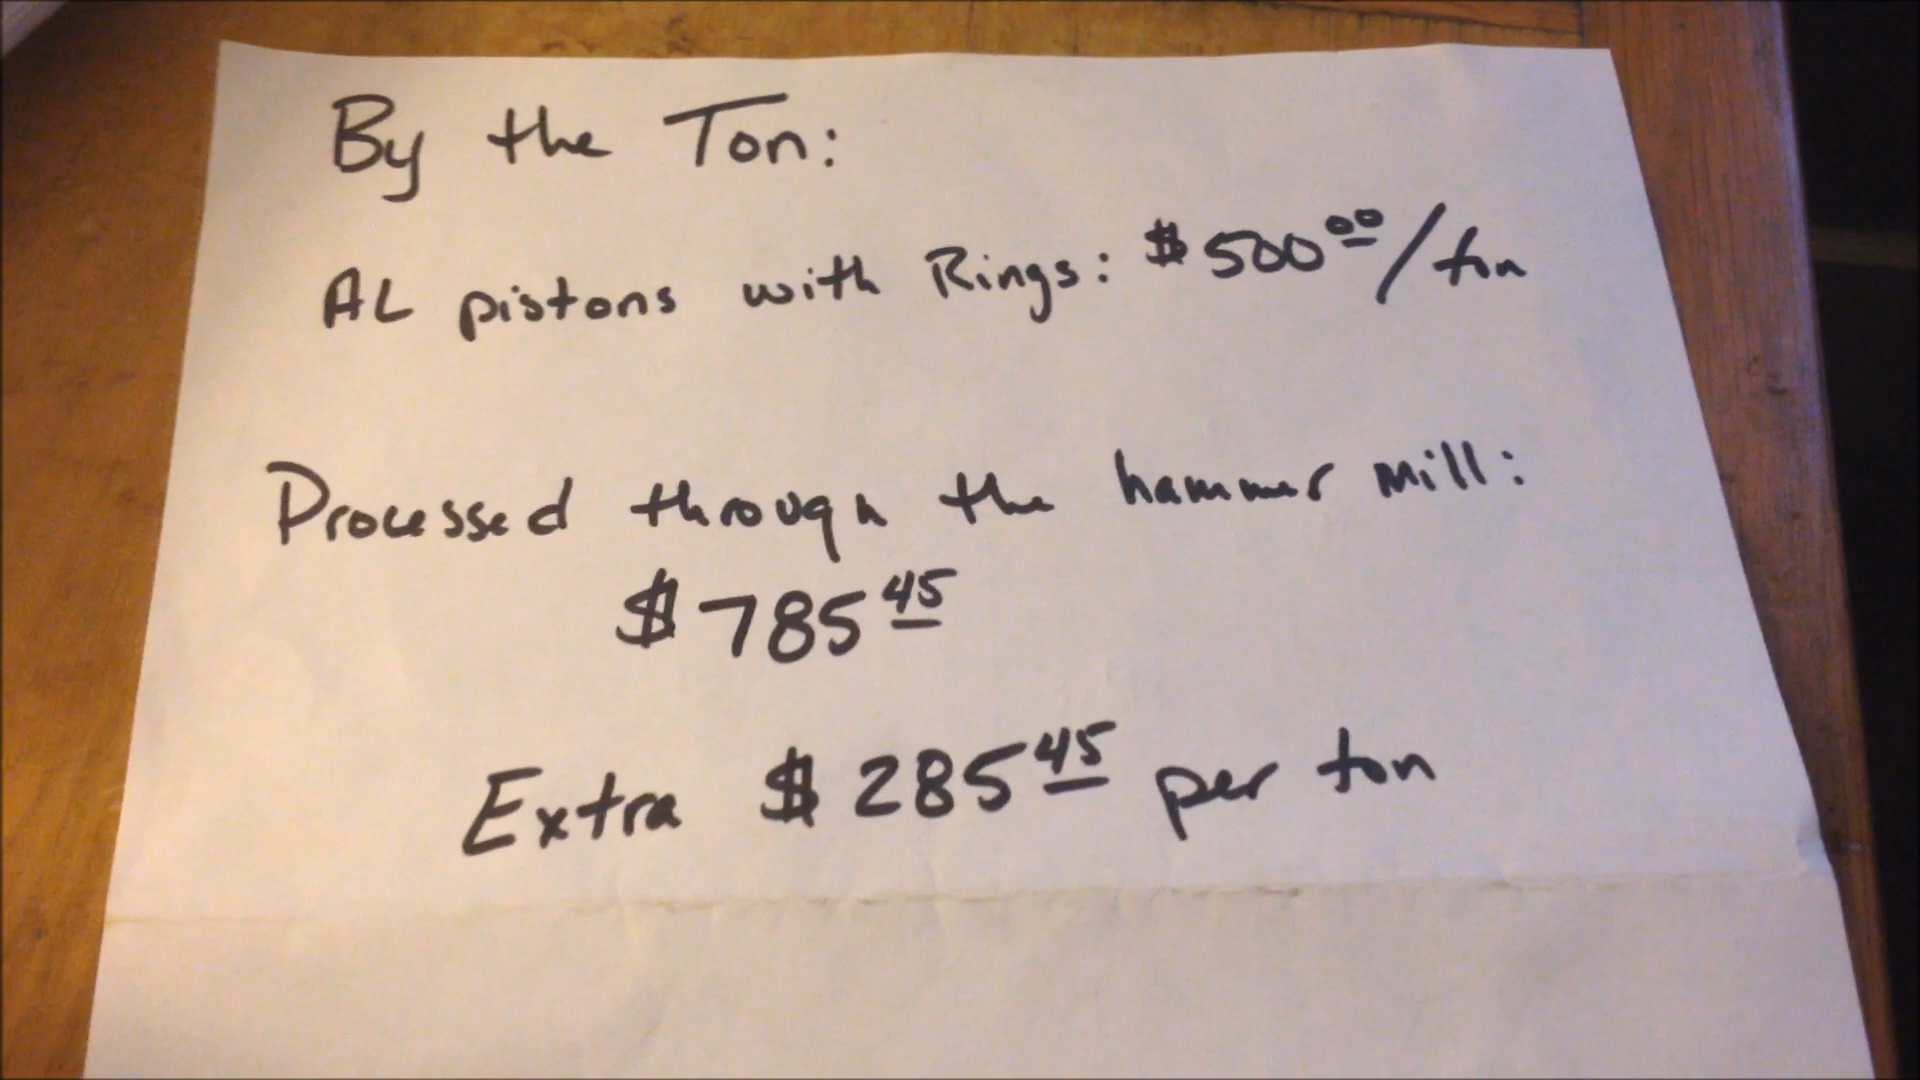 By the Ton:
AL pistons with Rings: $500 00/ton
Processed through the hammer mill:
$785 45
Extra $285 45 per ton